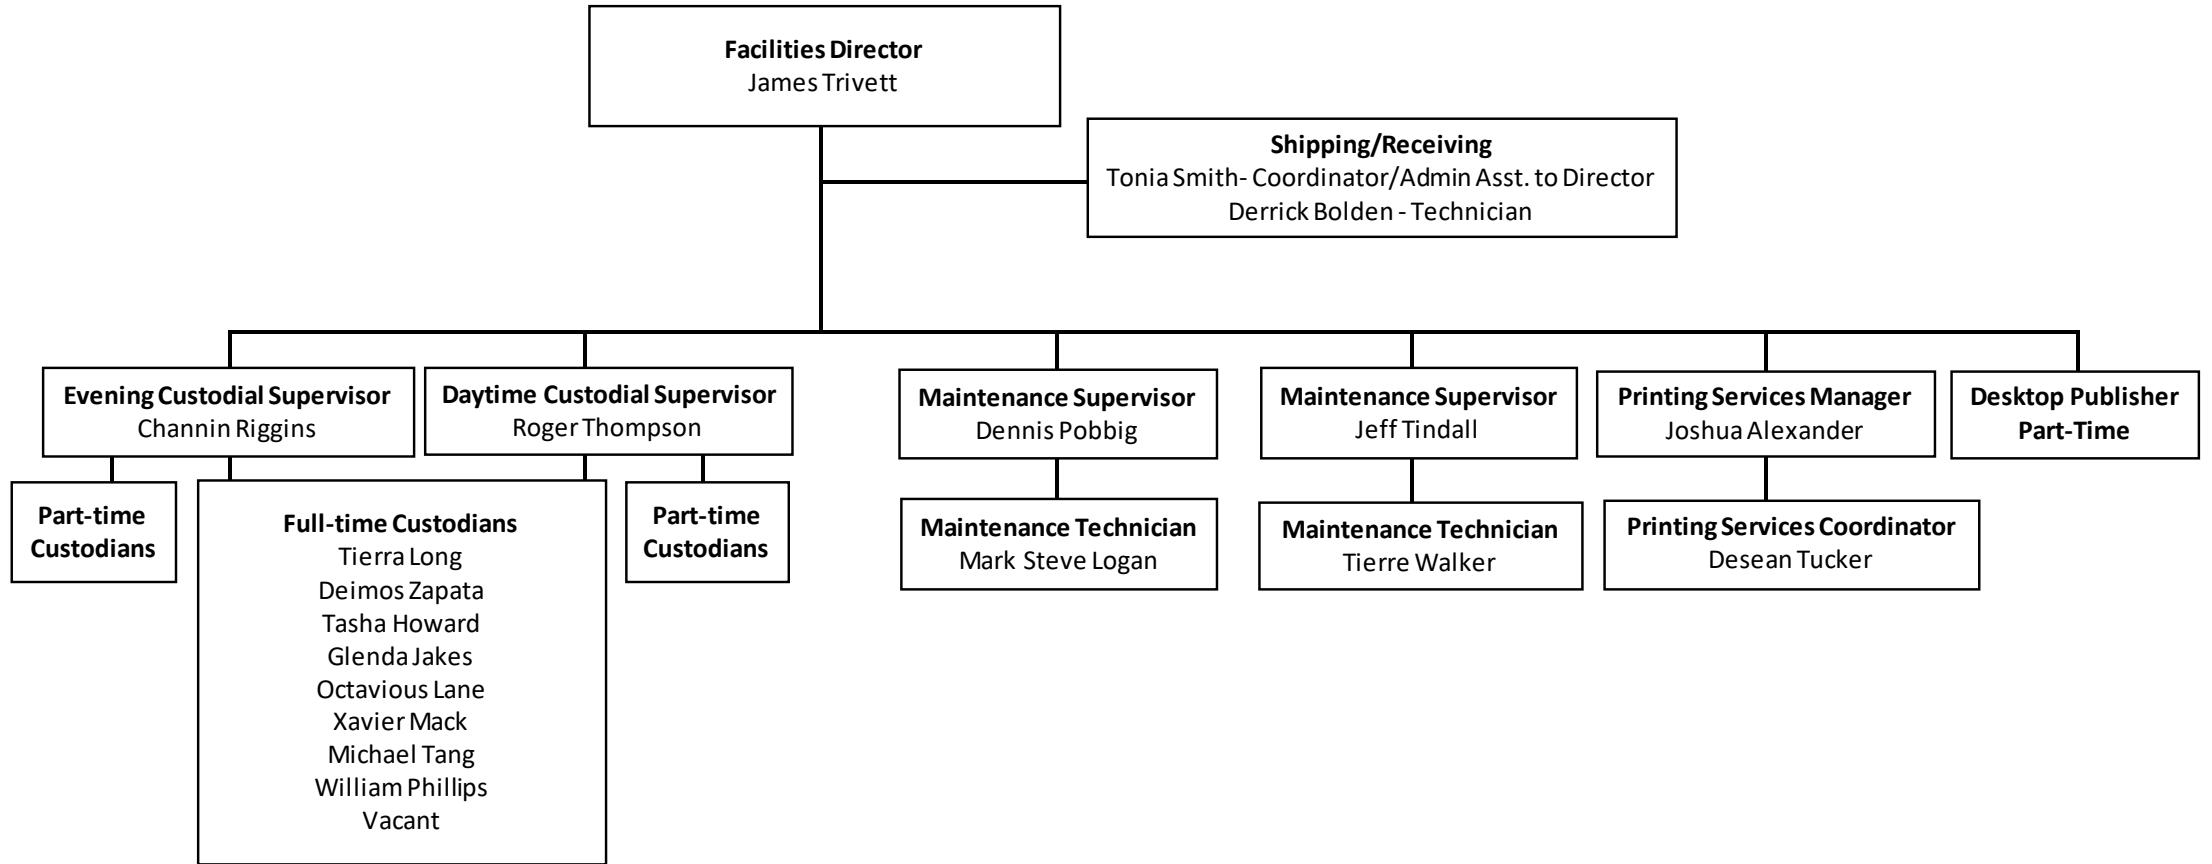 Facilities Director
James Trivett
Shipping/Receiving
Tonia Smith- Coordinator/Admin Asst. to Director
Derrick Bolden - Technician
Evening Custodial Supervisor
Channin Riggins
Daytime Custodial Supervisor
Roger Thompson
Maintenance Supervisor
Dennis Pobbig
Maintenance Supervisor
Jeff Tindall
Printing Services Manager
Joshua Alexander
Desktop Publisher
Part-Time
Part-time
Custodians
Full-time Custodians
Tierra Long
Deimos Zapata
Tasha Howard
Glenda Jakes
Octavious Lane
Xavier Mack
Michael Tang
William Phillips
Vacant
Part-time
Custodians
Maintenance Technician
Mark Steve Logan
Maintenance Technician
Tierre Walker
Printing Services Coordinator
Desean Tucker